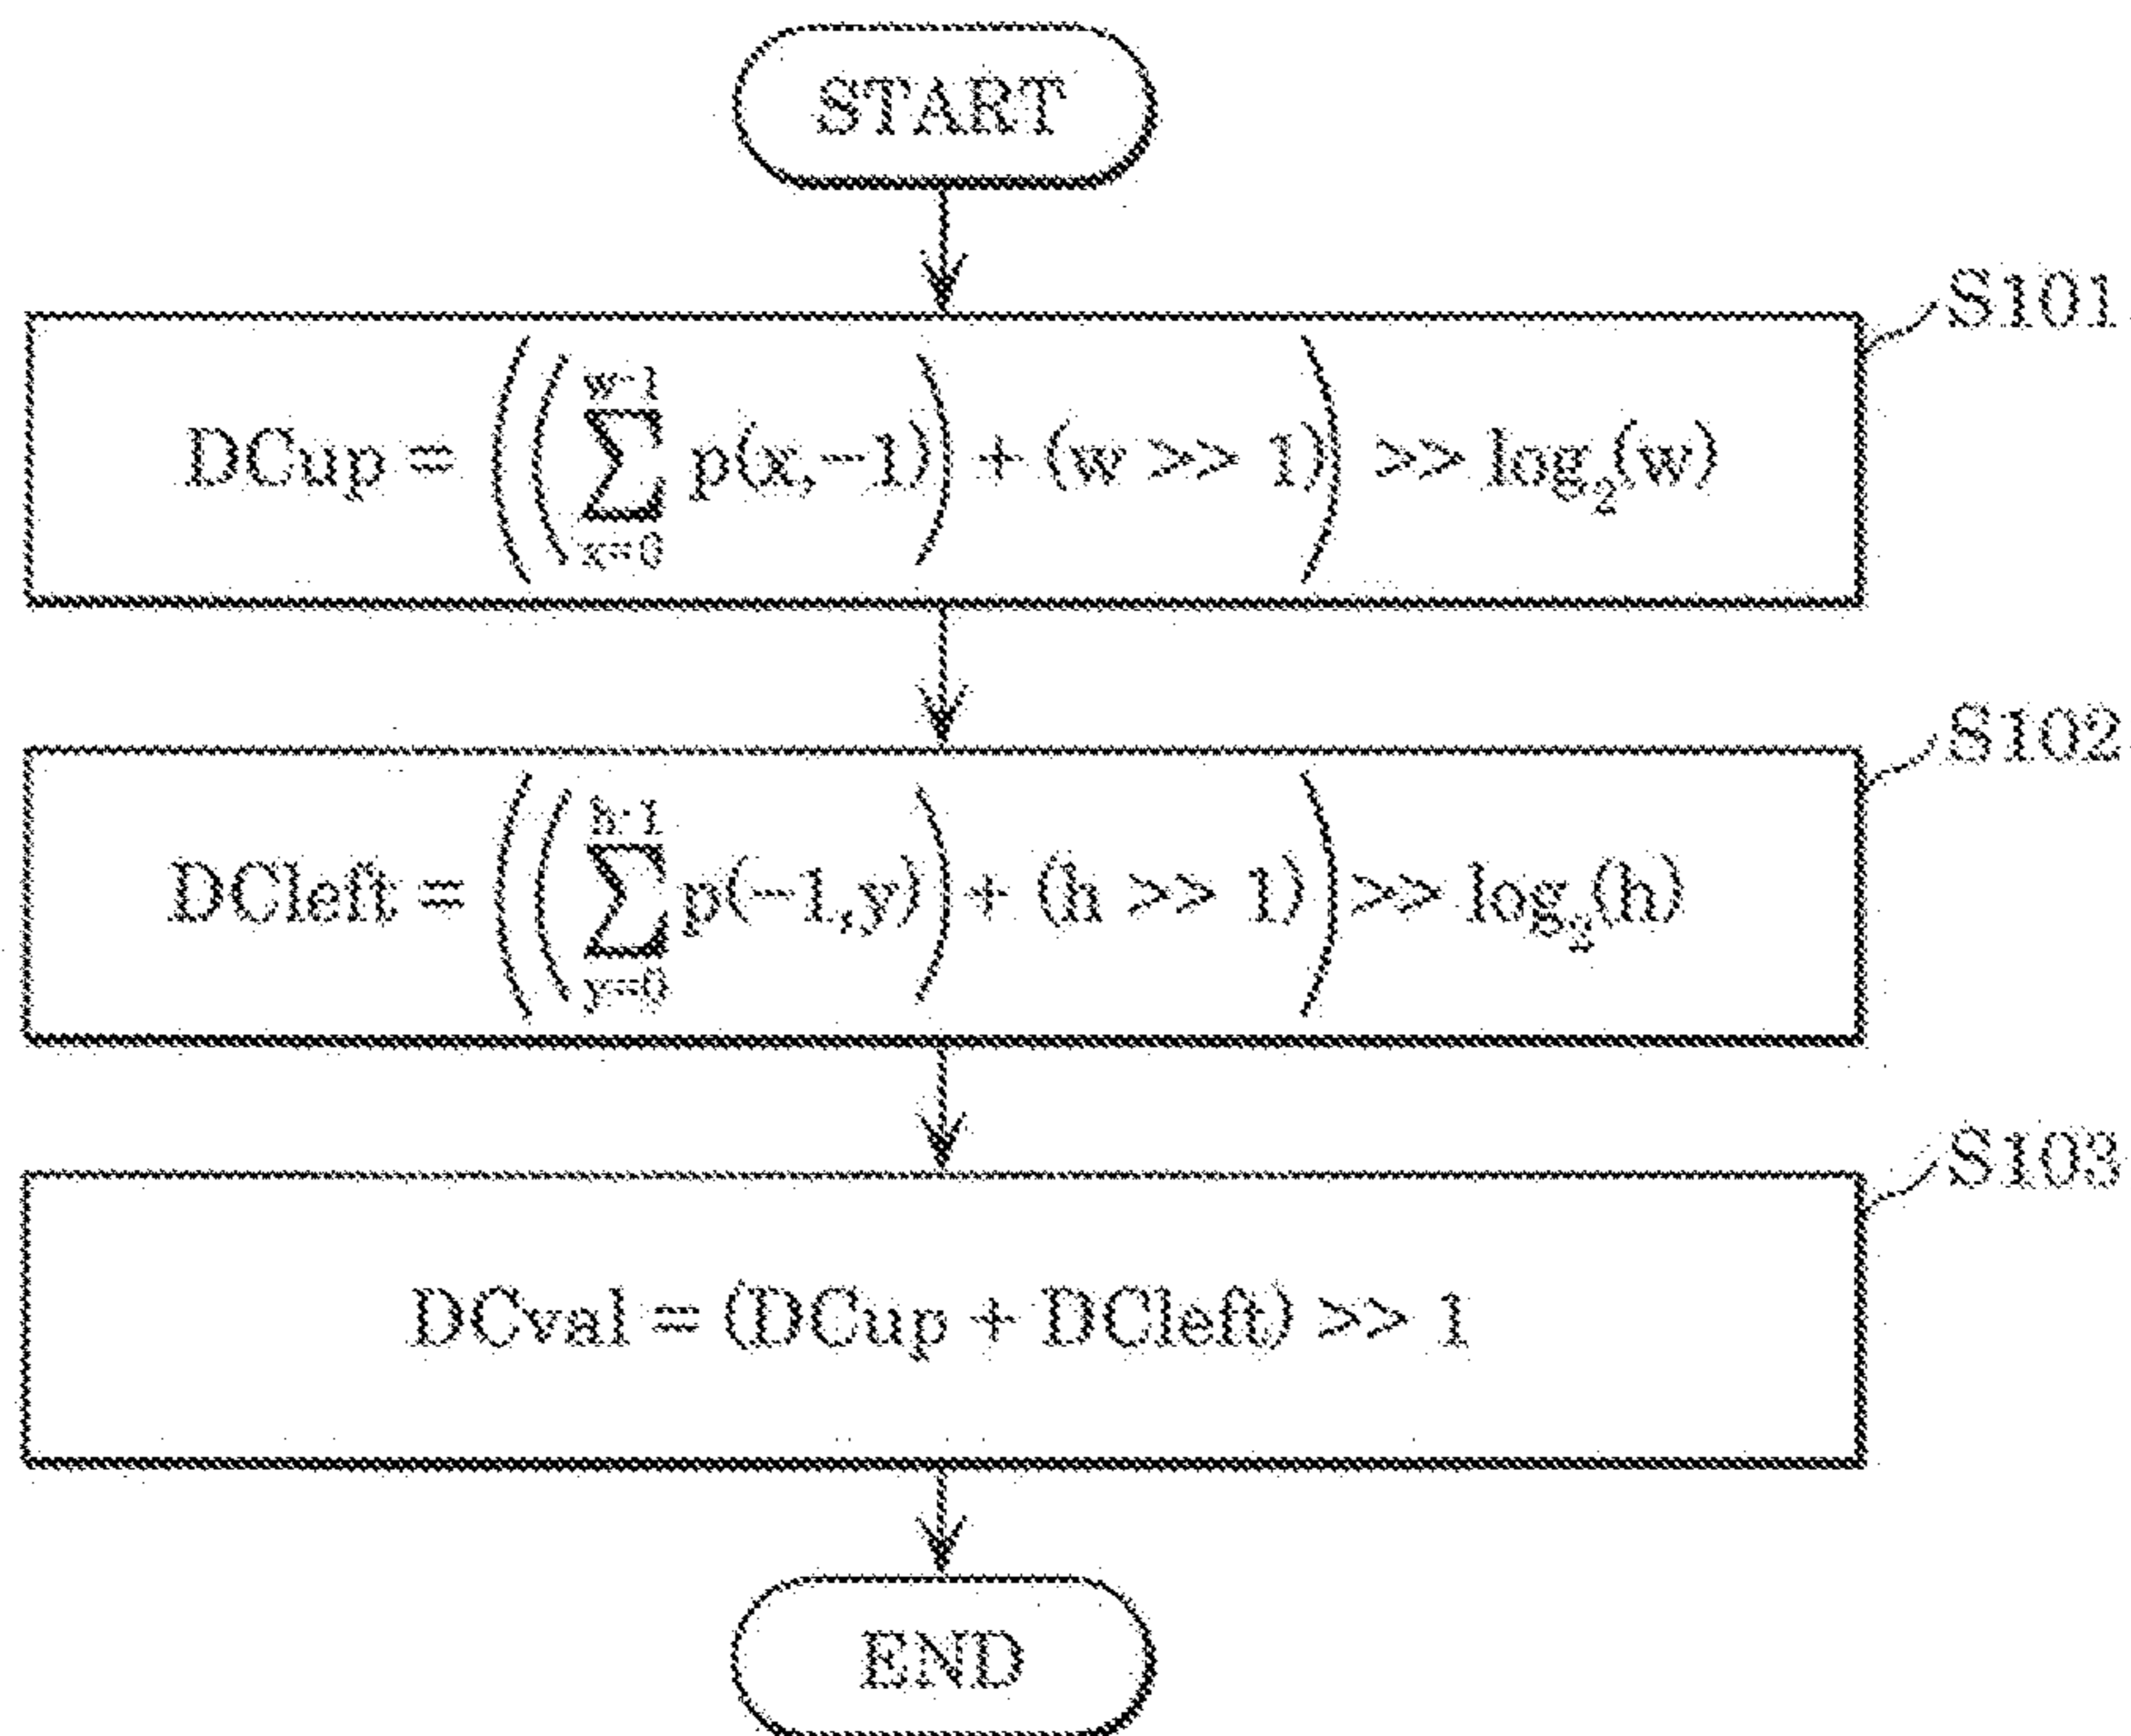 START
S101
DCup = ((∑_{x=0}^{w-1} p(x,-1)) + (w >> 1)) >> log₂(w)
S102
DCleft = ((∑_{y=0}^{h-1} p(-1,y)) + (h >> 1)) >> log₂(h)
S103
DCval = (DCup + DCleft) >> 1
END